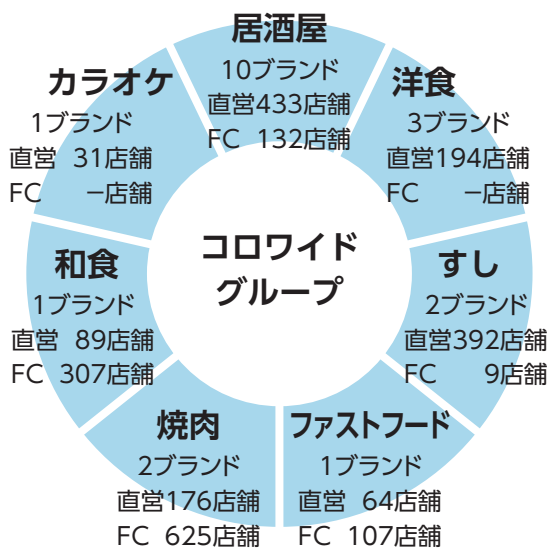 居酒屋
10ブランド
直営433店舗
FC 132店舗
洋食
3ブランド
直営194店舗
FC －店舗
すし
2ブランド
直営392店舗
FC 9店舗
ファストフード
1ブランド
直営 64店舗
FC 107店舗
焼肉
2ブランド
直営176店舗
FC 625店舗
和食
1ブランド
直営 89店舗
FC 307店舗
カラオケ
1ブランド
直営 31店舗
FC －店舗
コロワイド
グループ